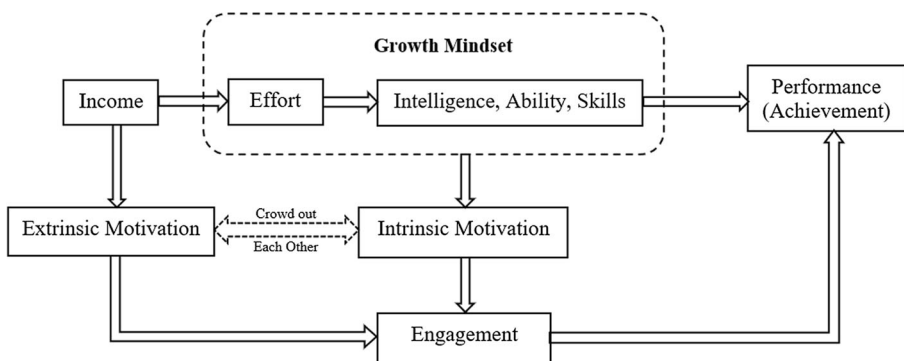 Growth Mindset
Income
Effort
Intelligence, Ability, Skills
Performance
(Achievement)
Extrinsic Motivation
Crowd out
Each Other
Intrinsic Motivation
Engagement